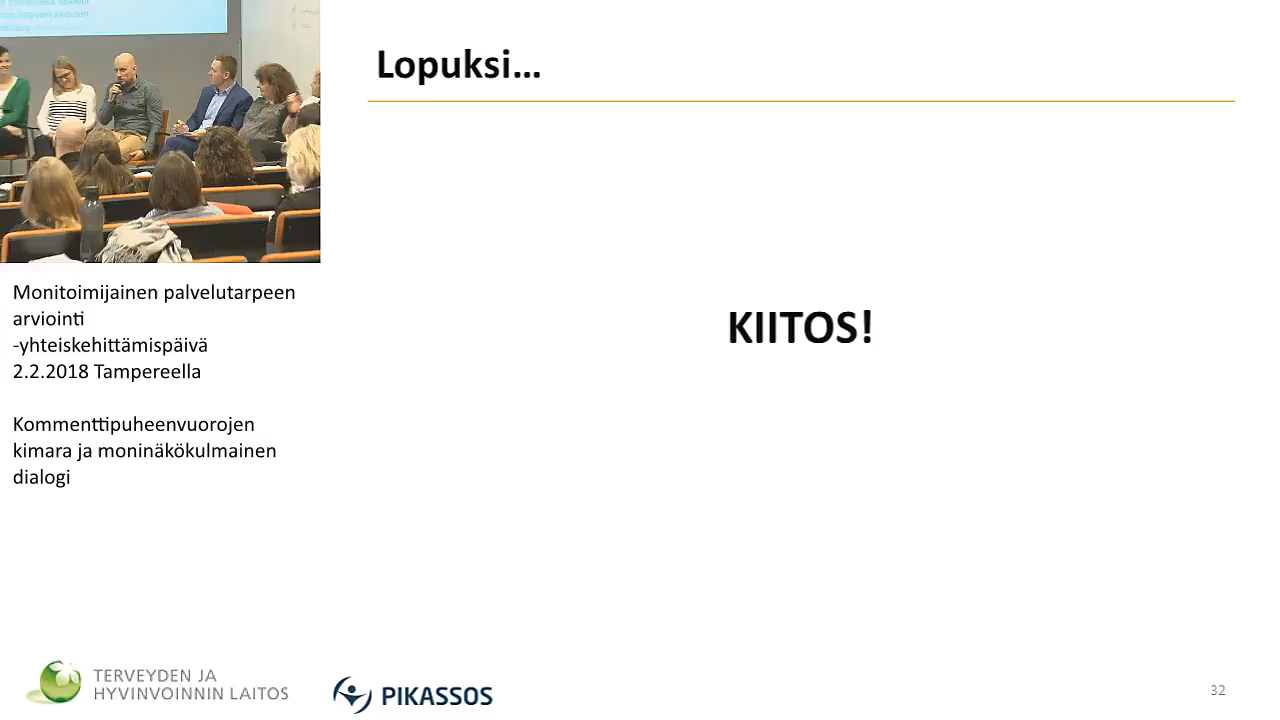 Lopuksi...
KIITOS!
Monitoimijainen palvelutarpeen
arviointi
-yhteiskehittämispäivä
2.2.2018 Tampereella
Kommenttipuheenvuorojen
kimara ja moninäkökulmainen
dialogi
TERVEYDEN JA
HYVINVOINNIN LAITOS
PIKASSOS
32